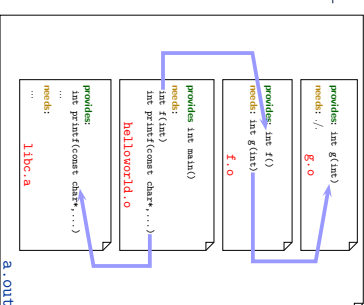 provides: int g(int)
needs: ./.
g.o
provides: int f()
needs: int g(int)
f.o
provides int main()
needs:
int f(int)
int printf(const char*,...)
helloworld.o
provides:
int printf(const char*,...)
...
needs:
...
libc.a
a.out